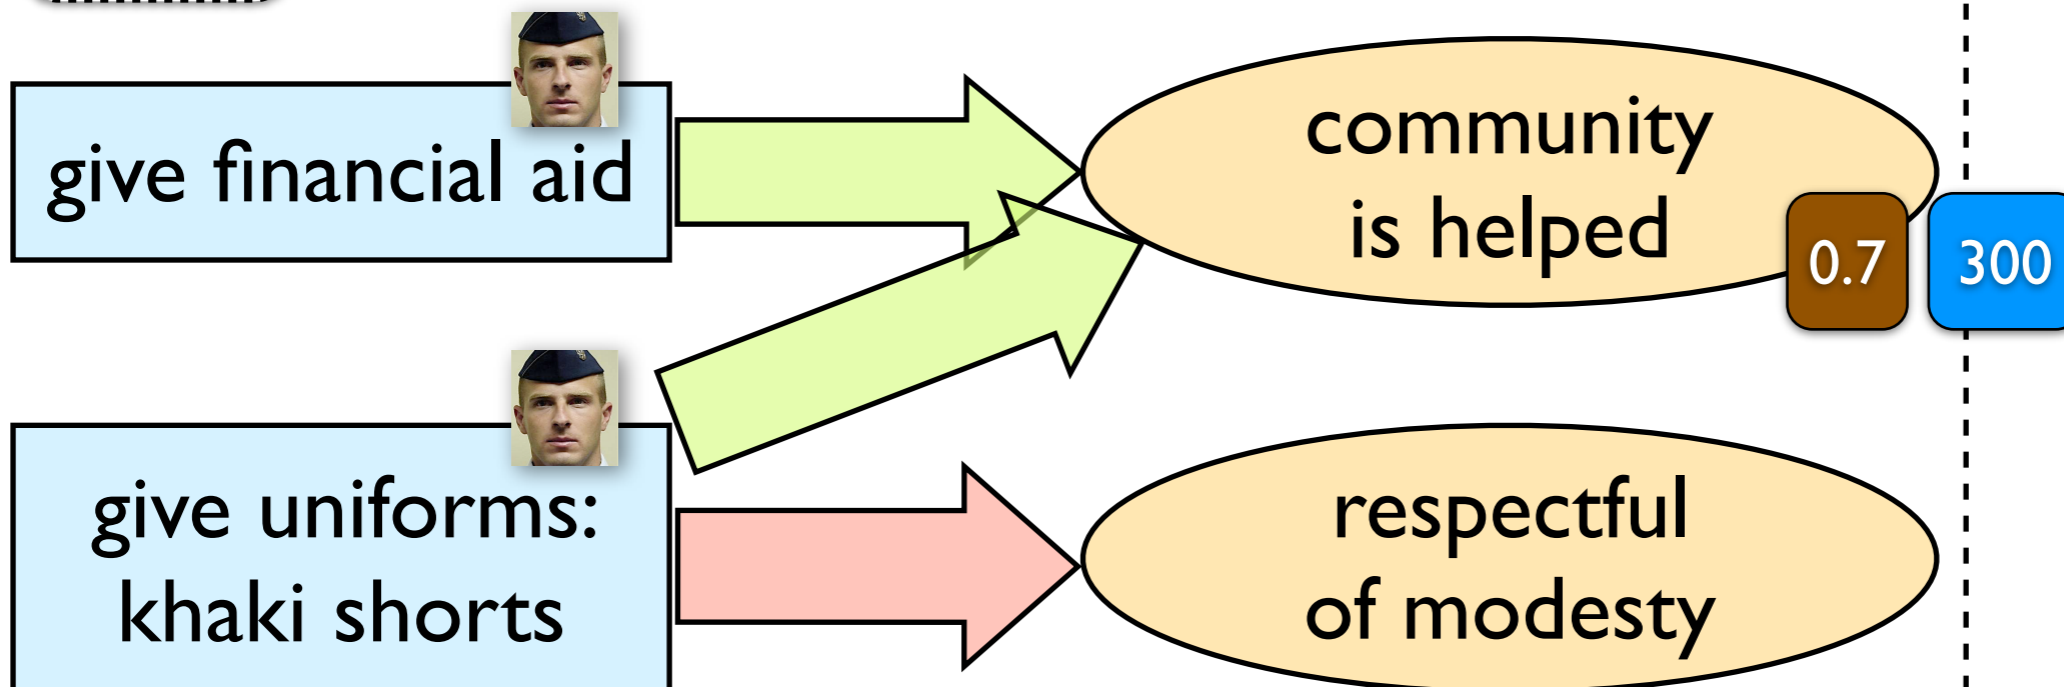 give financial aid
community
is helped
0.7
300
give uniforms:
khaki shorts
respectful
of modesty